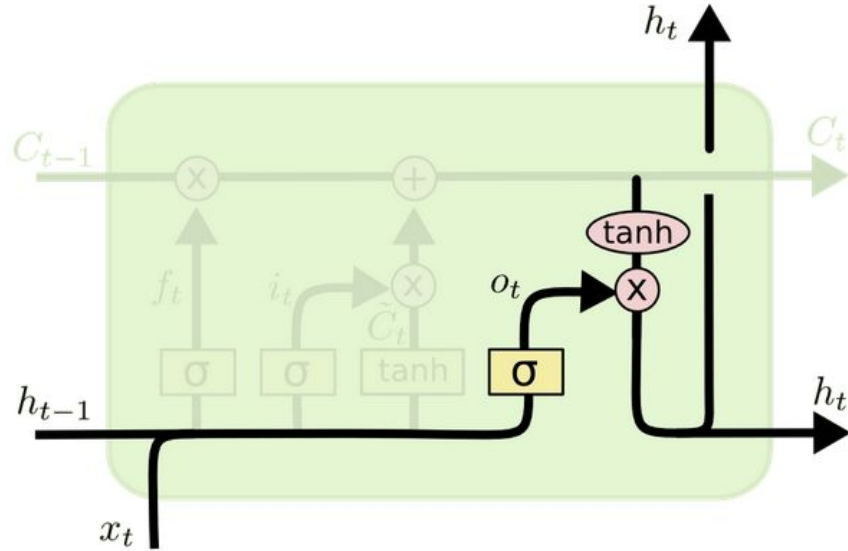 h_t
C_{t-1} x + C_t
tanh
f_t i_t x o_t x
C̃_t
σ σ tanh σ
h_{t-1} h_t
x_t